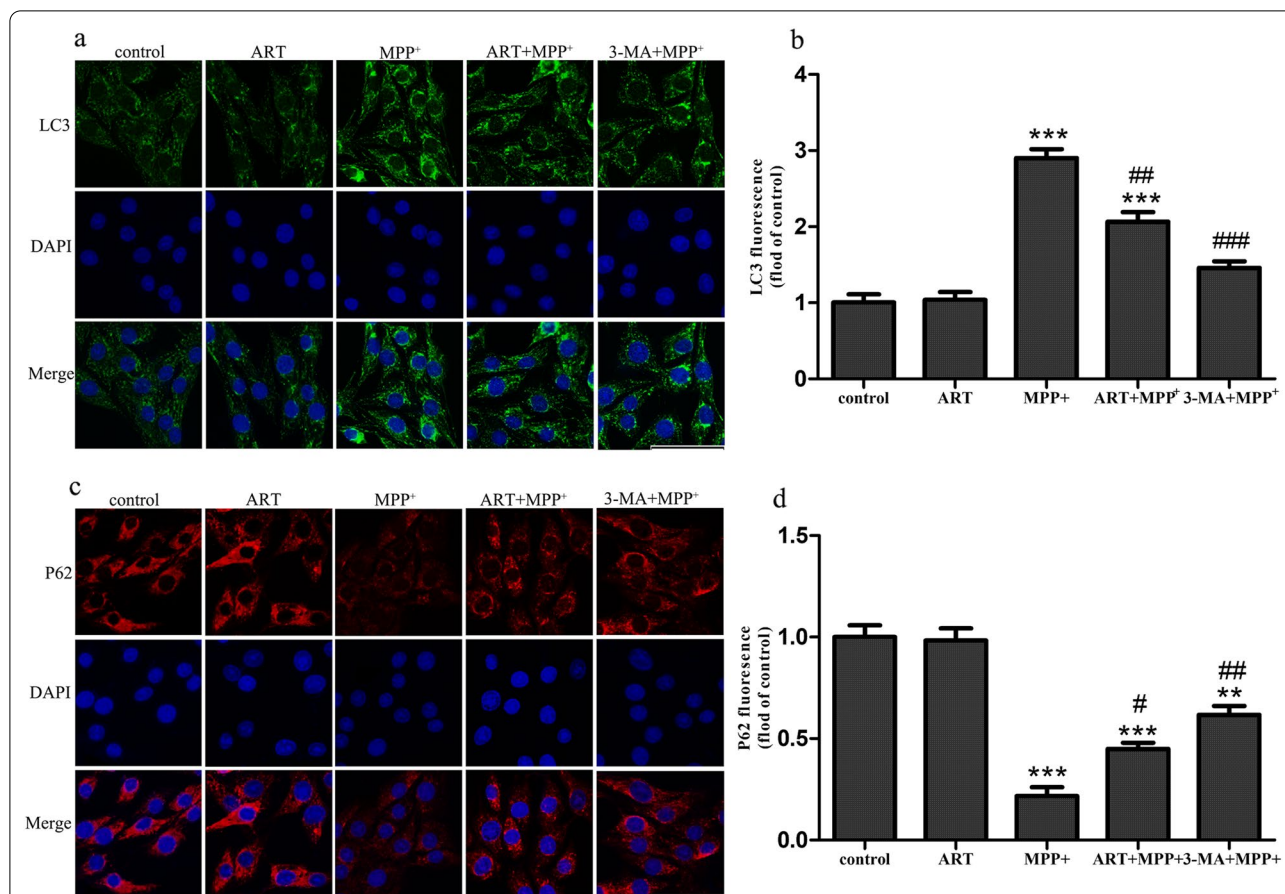 a
control ART MPP+ ART+MPP+ 3-MA+MPP+
LC3
DAPI
Merge
b
LC3 fluorescence
(flod of control)
4
3
2
1
0
***
##
***
###
control ART MPP+ ART+MPP+ 3-MA+MPP+
c
control ART MPP+ ART+MPP+ 3-MA+MPP+
P62
DAPI
Merge
d
P62 fluoresence
(flod of control)
1.5
1.0
0.5
0.0
***
#
***
##
**
control ART MPP+ ART+MPP+ 3-MA+MPP+